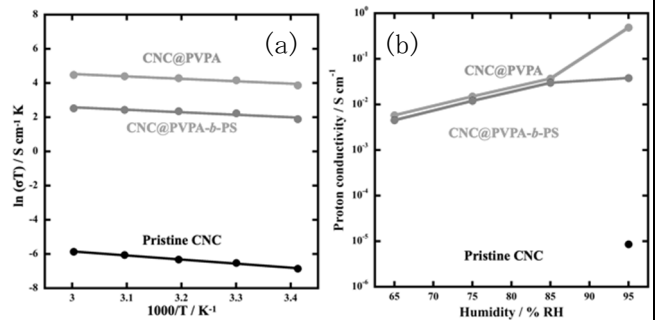 (a)
8
6
4
2
0
-2
-4
-6
-8
ln (σT) / S cm⁻¹ K
CNC@PVPA
CNC@PVPA-b-PS
Pristine CNC
3
3.1
3.2
3.3
3.4
1000/T / K⁻¹
(b)
10⁰
10⁻¹
10⁻²
10⁻³
10⁻⁴
10⁻⁵
10⁻⁶
Proton conductivity / S cm⁻¹
CNC@PVPA
CNC@PVPA-b-PS
Pristine CNC
65
75
85
95
Humidity / % RH